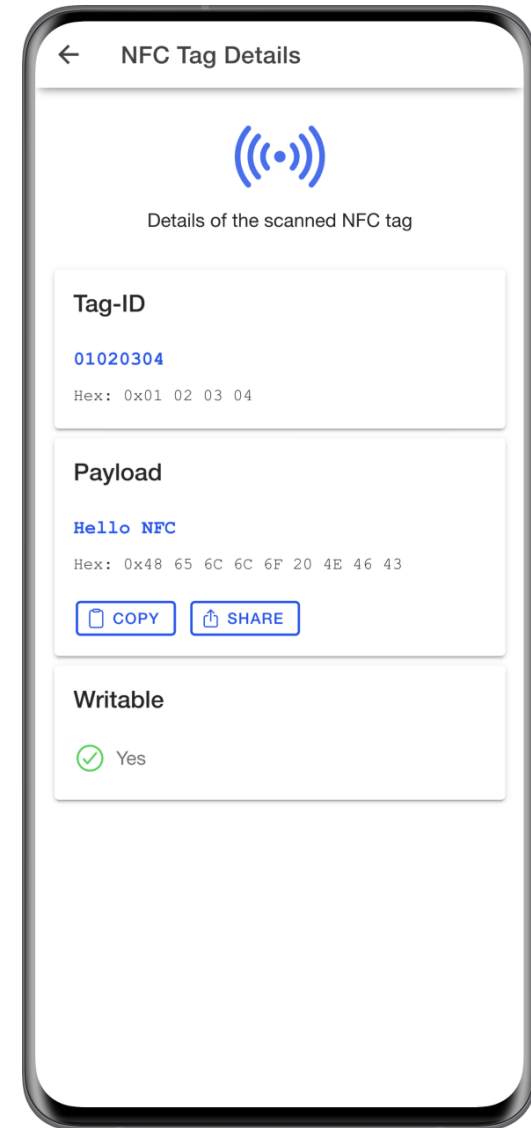 NFC Tag Details
Details of the scanned NFC tag
Tag-ID
01020304
Hex: 0x01 02 03 04
Payload
Hello NFC
Hex: 0x48 65 6C 6C 6F 20 4E 46 43
COPY SHARE
Writable
Yes